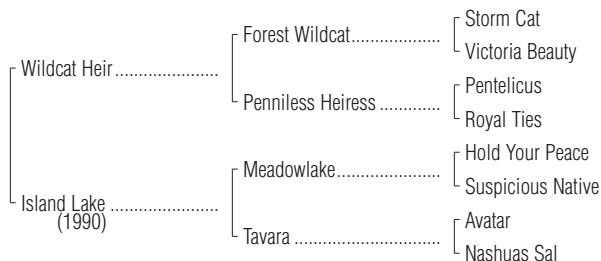 Storm Cat
Forest Wildcat....................
Victoria Beauty
Wildcat Heir.......................
Pentelicus
Penniless Heiress.............
Royal Ties
Hold Your Peace
Meadowlake.......................
Suspicious Native
Island Lake........................
(1990)
Avatar
Tavara................................
Nashuas Sal